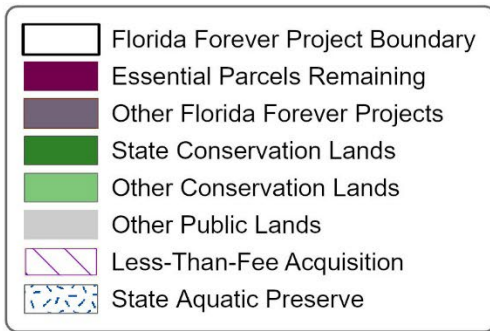 Florida Forever Project Boundary
Essential Parcels Remaining
Other Florida Forever Projects
State Conservation Lands
Other Conservation Lands
Other Public Lands
Less-Than-Fee Acquisition
State Aquatic Preserve